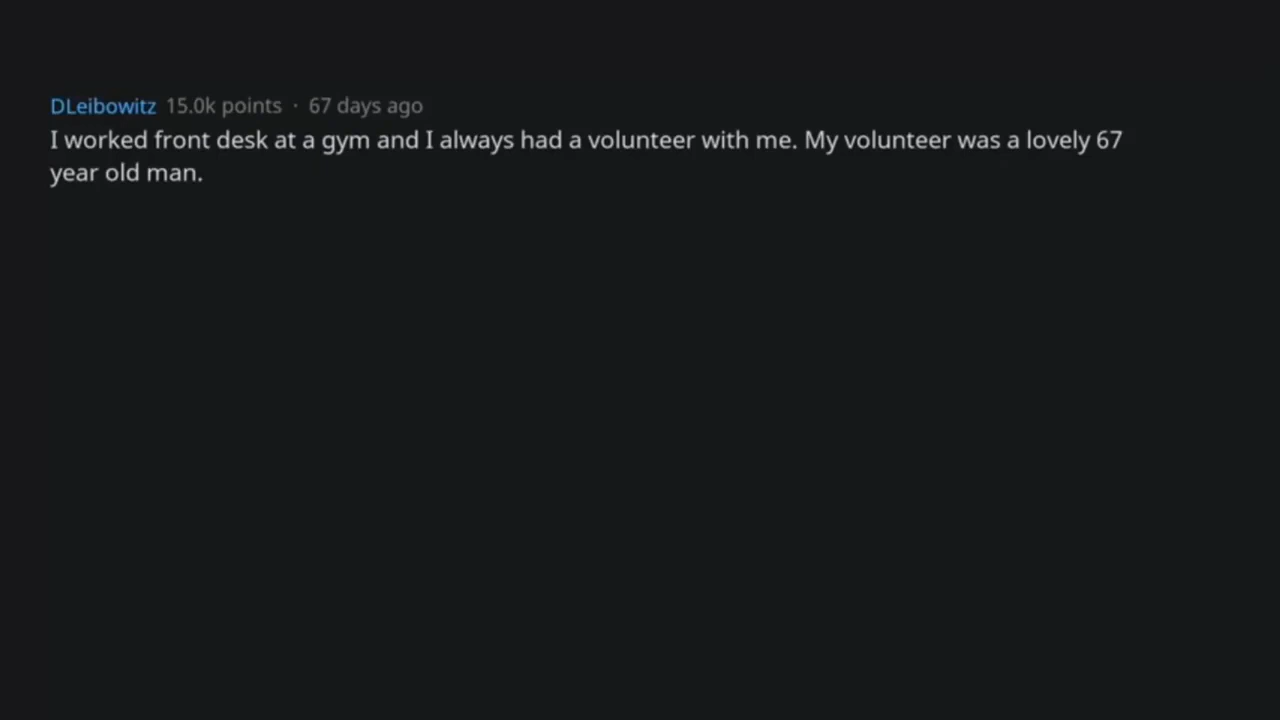 DLeibowitz 15.0k points · 67 days ago
I worked front desk at a gym and I always had a volunteer with me. My volunteer was a lovely 67
year old man.